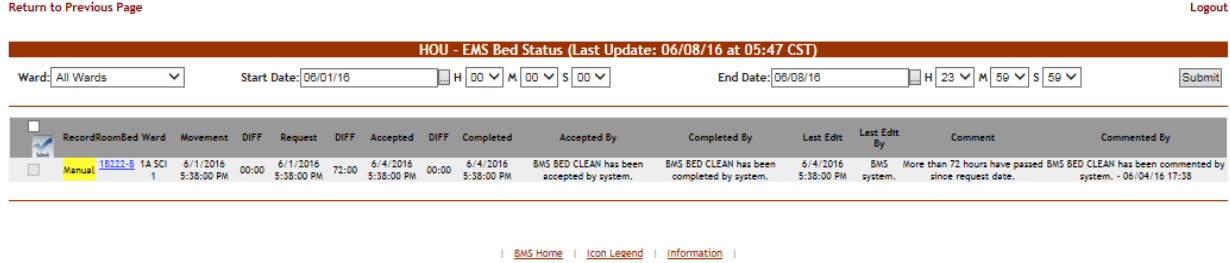 Return to Previous Page Logout
HOU - EMS Bed Status (Last Update: 06/08/16 at 05:47 CST)
Ward: All Wards Start Date: 06/01/16 ... H 00 M 00 S 00 End Date: 06/08/16 ... H 23 M 59 S 59 Submit
Record RoomBed Ward Movement DIFF Request DIFF Accepted DIFF Completed Accepted By Completed By Last Edit Last Edit By Comment Commented By
Manual 1B222-B 1A SCI 1 6/1/2016 5:38:00 PM 00:00 6/1/2016 5:38:00 PM 72:00 6/4/2016 5:38:00 PM 00:00 6/4/2016 5:38:00 PM BMS BED CLEAN has been accepted by system. BMS BED CLEAN has been completed by system. 6/4/2016 5:38:00 PM BMS system. More than 72 hours have passed since request date. BMS BED CLEAN has been commented by system. - 06/04/16 17:38
| BMS Home | Icon Legend | Information |